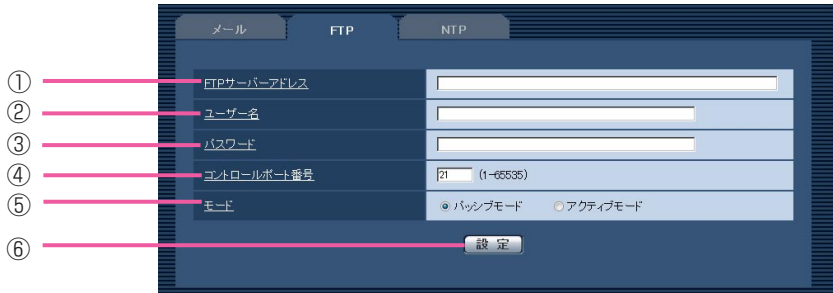 メール FTP NTP
① FTPサーバーアドレス
② ユーザー名
③ パスワード
④ コントロールポート番号 21 (1-65535)
⑤ モード パッシブモード アクティブモード
⑥ 設定